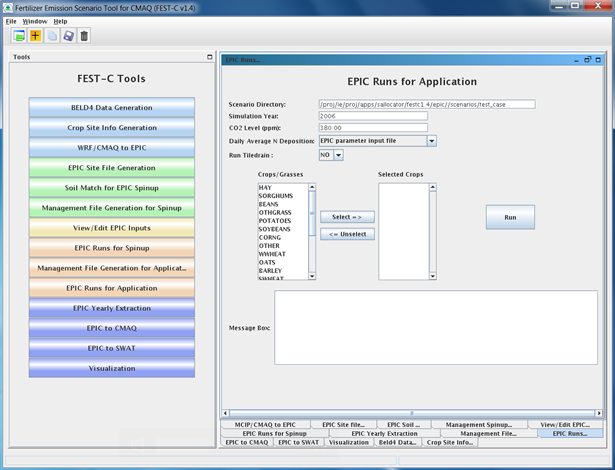 Fertilizer Emission Scenario Tool for CMAQ (FEST-C v1.4)
File Window Help
Tools
FEST-C Tools
BELD4 Data Generation
Crop Site Info Generation
WRF/CMAQ to EPIC
EPIC Site File Generation
Soil Match for EPIC Spinup
Management File Generation for Spinup
View/Edit EPIC Inputs
EPIC Runs for Spinup
Management File Generation for Applicat...
EPIC Runs for Application
EPIC Yearly Extraction
EPIC to CMAQ
EPIC to SWAT
Visualization
EPIC Runs...
EPIC Runs for Application
Scenario Directory: /proj/ie/proj/apps/sallocator/festc1.4/epic//scenarios/test_case
Simulation Year: 2006
CO2 Level (ppm): 380.00
Daily Average N Deposition: EPIC parameter input file
Run Tiledrain : NO
Crops/Grasses
HAY
SORGHUMS
BEANS
OTHGRASS
POTATOES
SOYBEANS
CORNG
OTHER
WWHEAT
OATS
BARLEY
SWHEAT
Select =>
<= Unselect
Selected Crops
Run
Message Box:
MCIP/CMAQ to EPIC EPIC Site file... EPIC Soil ... Management Spinup... View/Edit EPIC...
EPIC Runs for Spinup EPIC Yearly Extraction Management File... EPIC Runs...
EPIC to CMAQ EPIC to SWAT Visualization Beld4 Data... Crop Site Info...